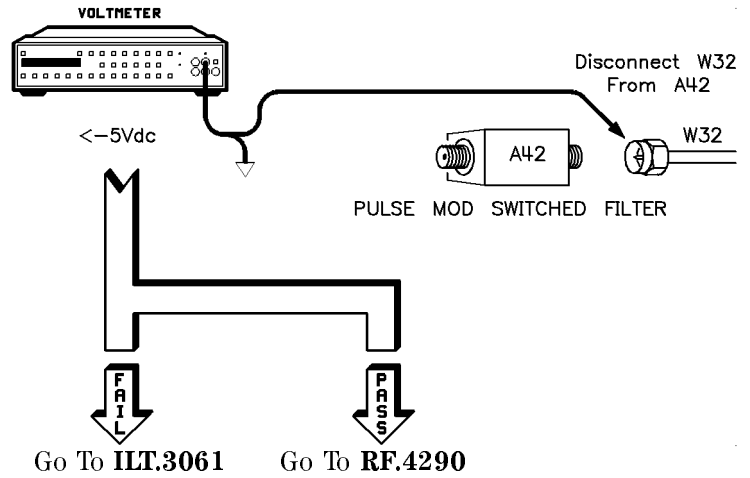 VOLTMETER
Disconnect W32
From A42
<-5Vdc
W32
A42
PULSE MOD SWITCHED FILTER
FAIL
PASS
Go To ILT.3061
Go To RF.4290